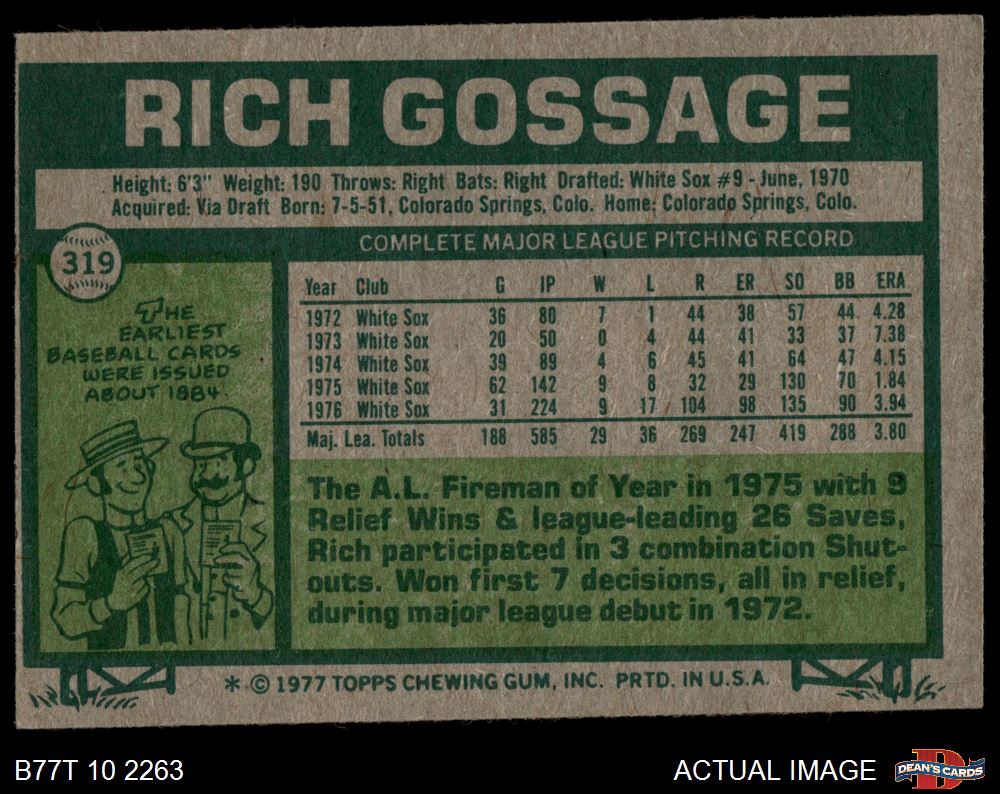 RICH GOSSAGE
Height: 6'3" Weight: 190 Throws: Right Bats: Right Drafted: White Sox #9 - June, 1970
Acquired: Via Draft Born: 7-5-51, Colorado Springs, Colo. Home: Colorado Springs, Colo.
319
THE
EARLIEST
BASEBALL CARDS
WERE ISSUED
ABOUT 1884.
COMPLETE MAJOR LEAGUE PITCHING RECORD
Year Club G IP W L R ER SO BB ERA
1972 White Sox 36 80 7 1 44 38 57 44 4.28
1973 White Sox 20 50 0 4 44 41 33 37 7.38
1974 White Sox 39 89 4 6 45 41 64 47 4.15
1975 White Sox 62 142 9 8 32 29 130 70 1.84
1976 White Sox 31 224 9 17 104 98 135 90 3.94
Maj. Lea. Totals 188 585 29 36 269 247 419 288 3.80
The A.L. Fireman of Year in 1975 with 9
Relief Wins & league-leading 26 Saves,
Rich participated in 3 combination Shut-
outs. Won first 7 decisions, all in relief,
during major league debut in 1972.
* © 1977 TOPPS CHEWING GUM, INC. PRTD. IN U.S.A.
B77T 10 2263
ACTUAL IMAGE
DEAN'S CARDS